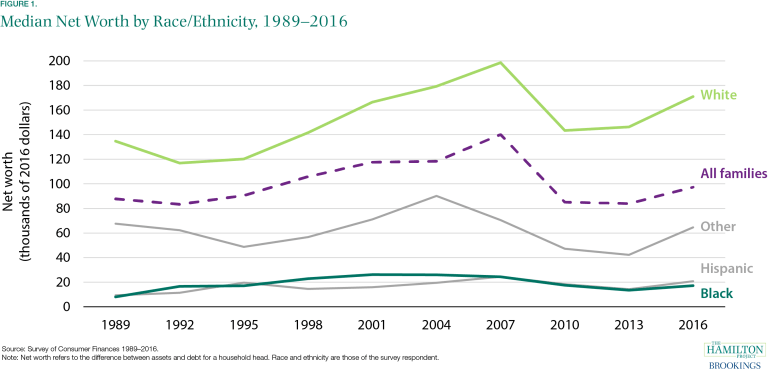 FIGURE 1.
Median Net Worth by Race/Ethnicity, 1989–2016
Net worth
(thousands of 2016 dollars)
200
180
160
140
120
100
80
60
40
20
0
White
All families
Other
Hispanic
Black
1989 1992 1995 1998 2001 2004 2007 2010 2013 2016
Source: Survey of Consumer Finances 1989–2016.
Note: Net worth refers to the difference between assets and debt for a household head. Race and ethnicity are those of the survey respondent.
THE
HAMILTON
PROJECT
BROOKINGS